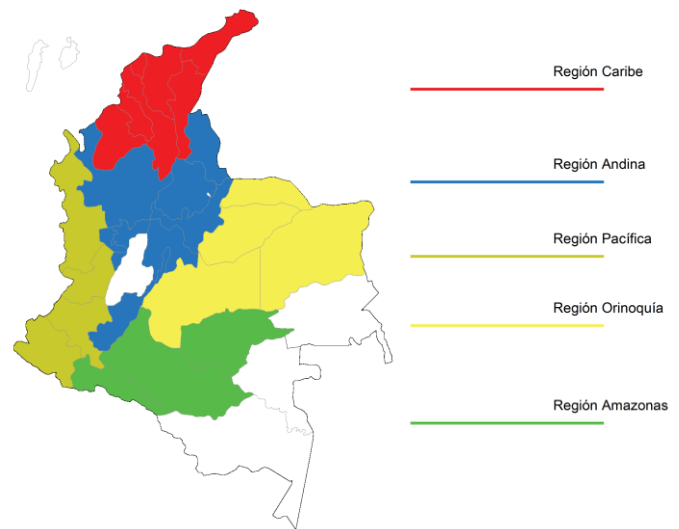 Región Caribe
Región Andina
Región Pacífica
Región Orinoquía
Región Amazonas